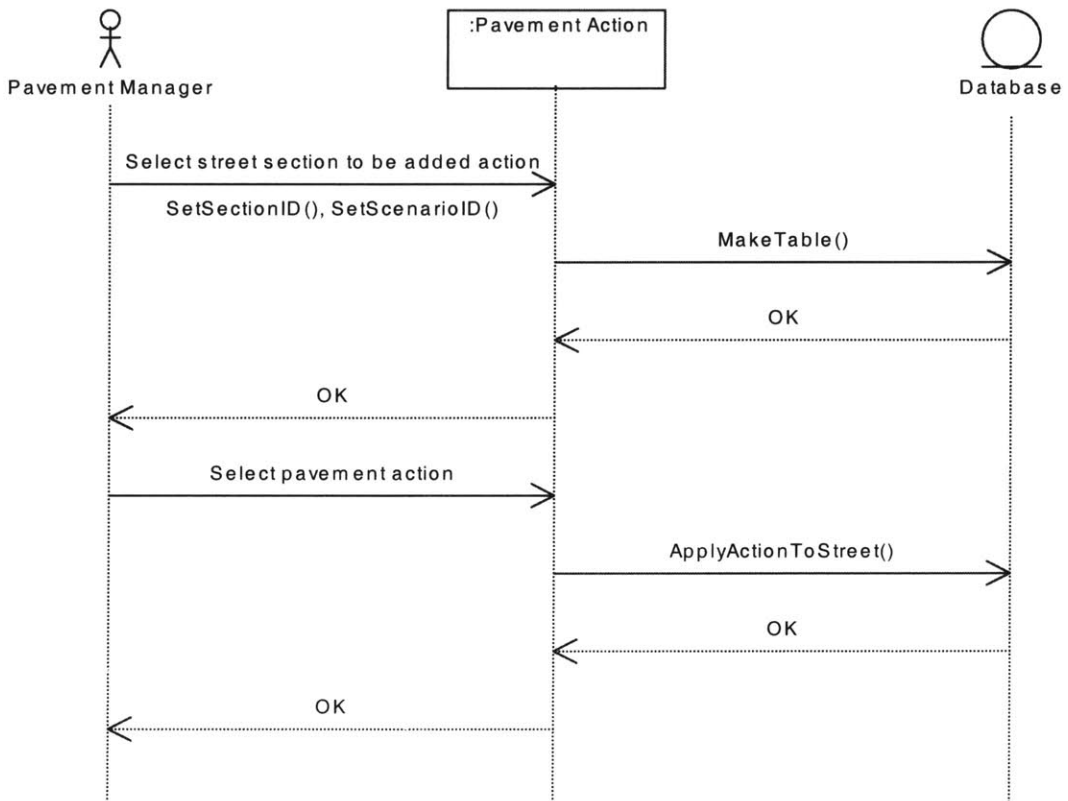 :Pavement Action
Pavement Manager
Database
Select street section to be added action
SetSectionID(), SetScenarioID()
MakeTable()
OK
OK
Select pavement action
ApplyActionToStreet()
OK
OK